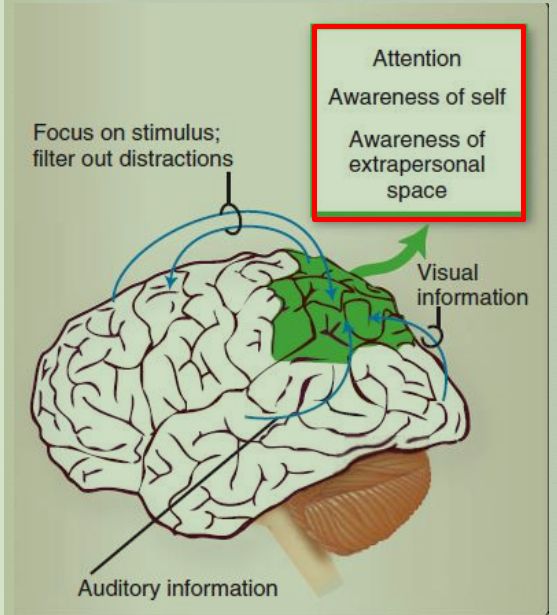 Attention
Awareness of self
Awareness of
extrapersonal
space
Focus on stimulus;
filter out distractions
Visual
information
Auditory information